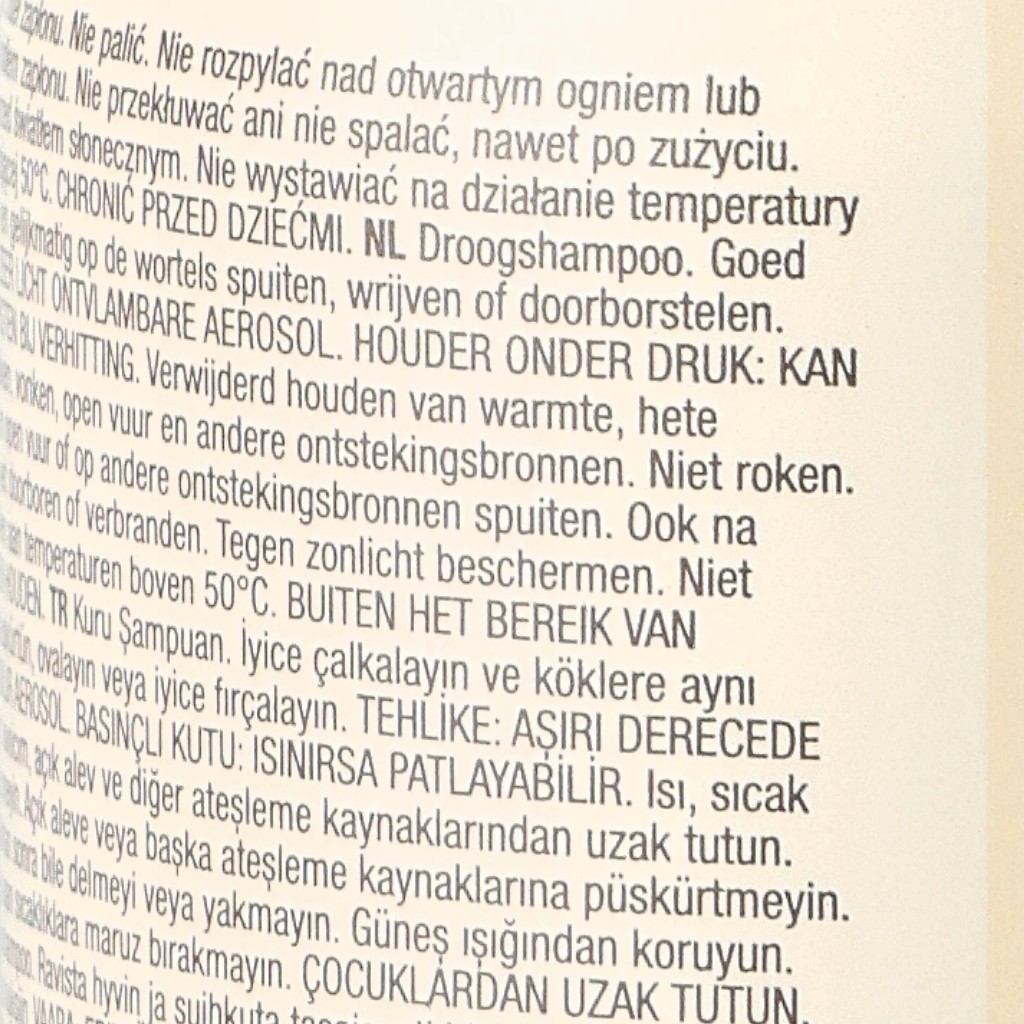 zapłonu. Nie palić. Nie rozpylać nad otwartym ogniem lub
zapłonu. Nie przekłuwać ani nie spalać, nawet po zużyciu.
światłem słonecznym. Nie wystawiać na działanie temperatury
50°C. CHRONIĆ PRZED DZIEĆMI. NL Droogshampoo. Goed
gelijkmatig op de wortels spuiten, wrijven of doorborstelen.
LICHT ONTVLAMBARE AEROSOL. HOUDER ONDER DRUK: KAN
BIJ VERHITTING. Verwijderd houden van warmte, hete
vonken, open vuur en andere ontstekingsbronnen. Niet roken.
open vuur of op andere ontstekingsbronnen spuiten. Ook na
doorboren of verbranden. Tegen zonlicht beschermen. Niet
temperaturen boven 50°C. BUITEN HET BEREIK VAN
HOUDEN. TR Kuru Şampuan. İyice çalkalayın ve köklere aynı
ovalayın veya iyice fırçalayın. TEHLİKE: AŞIRI DERECEDE
AEROSOL. BASINÇLI KUTU: ISINIRSA PATLAYABİLİR. Isı, sıcak
açık alev ve diğer ateşleme kaynaklarından uzak tutun.
Açık aleve veya başka ateşleme kaynaklarına püskürtmeyin.
sonra bile delmeyi veya yakmayın. Güneş ışığından koruyun.
sıcaklıklara maruz bırakmayın. ÇOCUKLARDAN UZAK TUTUN.
Ravista hyvin ja suihkuta
VAARA.